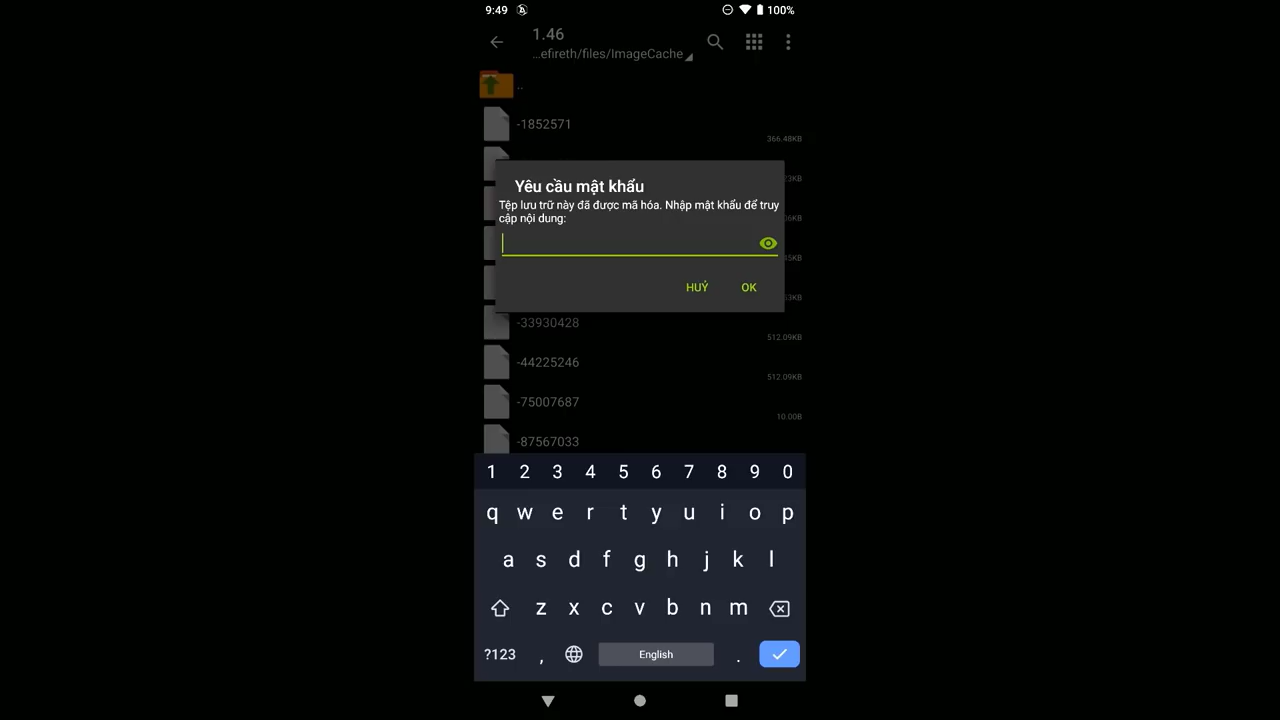 9:49
100%
1.46
...efireth/files/ImageCache
..
-1852571
366.48KB
Yêu cầu mật khẩu
Tệp lưu trữ này đã được mã hóa. Nhập mật khẩu để truy
cập nội dung:
HUỶ OK
-33930428
512.09KB
-44225246
512.09KB
-75007687
10.00B
-87567033
1 2 3 4 5 6 7 8 9 0
q w e r t y u i o p
a s d f g h j k l
z x c v b n m
?123 , English .